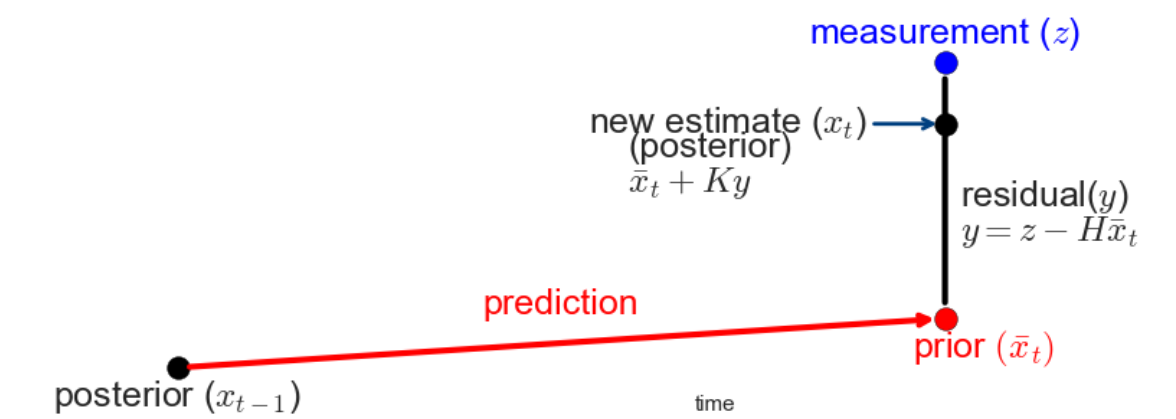 measurement (z)
new estimate (xₜ)
(posterior)
x̄ₜ + Ky
residual(y)
y = z − Hx̄ₜ
prediction
prior (x̄ₜ)
posterior (xₜ₋₁)
time